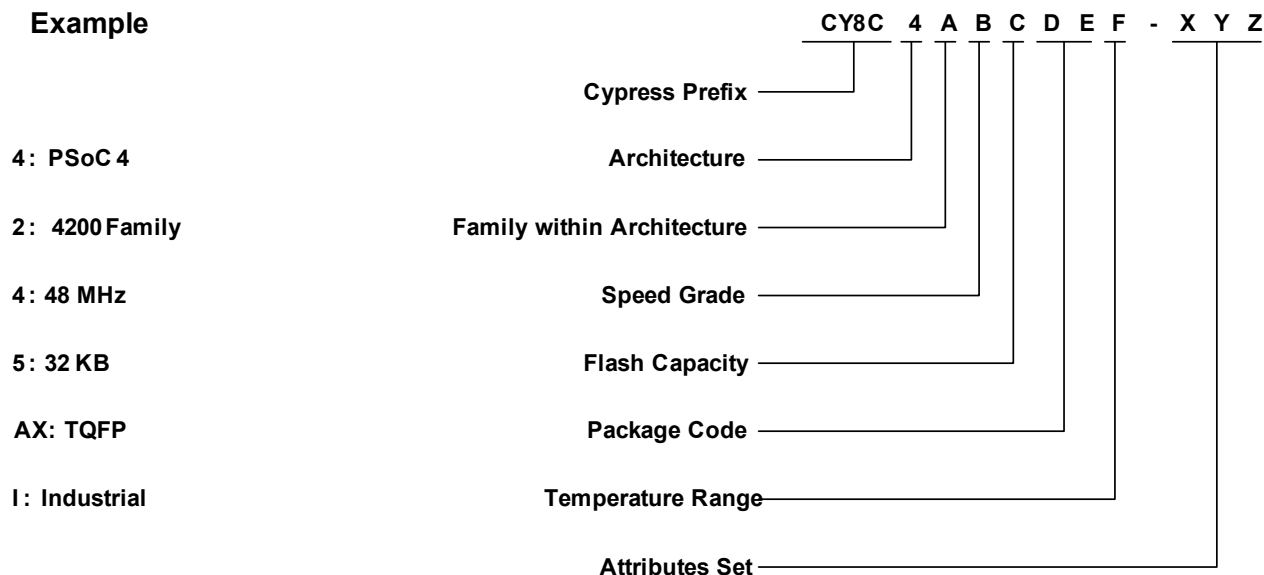 Example CY8C 4 A B C D E F - X Y Z
Cypress Prefix
4: PSoC 4 Architecture
2: 4200 Family Family within Architecture
4: 48 MHz Speed Grade
5: 32 KB Flash Capacity
AX: TQFP Package Code
I: Industrial Temperature Range
Attributes Set